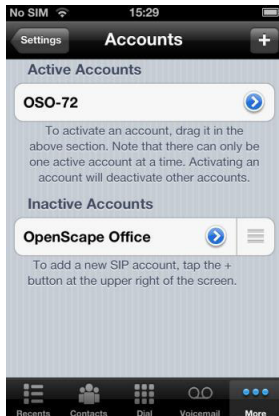 No SIM 15:29
Settings Accounts +
Active Accounts
OSO-72
To activate an account, drag it in the
above section. Note that there can only be
one active account at a time. Activating an
account will deactivate other accounts.
Inactive Accounts
OpenScape Office
To add a new SIP account, tap the +
button at the upper right of the screen.
Recents Contacts Dial Voicemail More